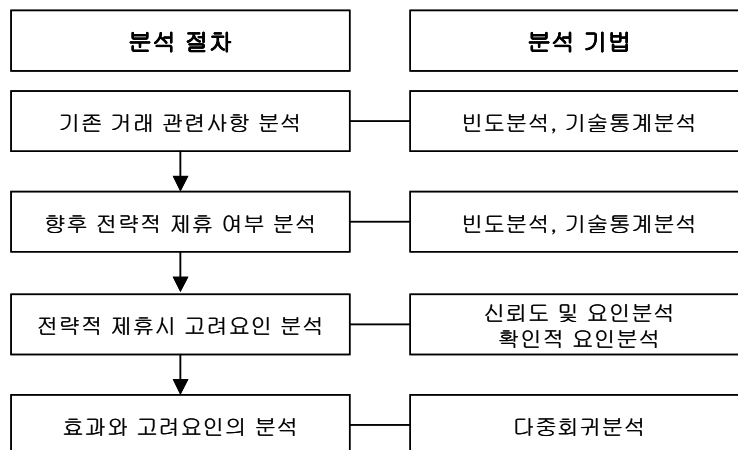 분석 절차
분석 기법
기존 거래 관련사항 분석
빈도분석, 기술통계분석
향후 전략적 제휴 여부 분석
빈도분석, 기술통계분석
전략적 제휴시 고려요인 분석
신뢰도 및 요인분석
확인적 요인분석
효과와 고려요인의 분석
다중회귀분석